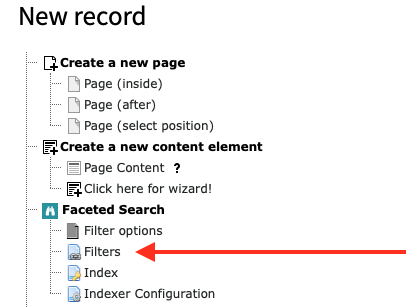 New record
Create a new page
Page (inside)
Page (after)
Page (select position)
Create a new content element
Page Content ?
Click here for wizard!
Faceted Search
Filter options
Filters
Index
Indexer Configuration